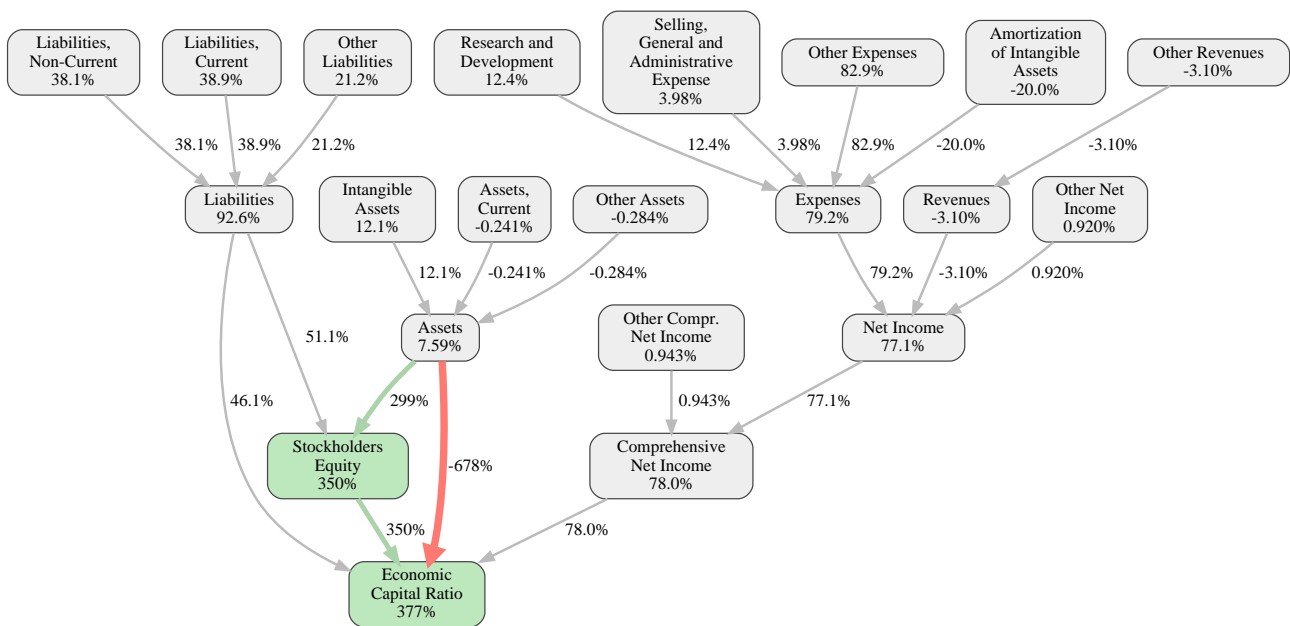 Liabilities,
Non-Current
38.1%
Liabilities,
Current
38.9%
Other
Liabilities
21.2%
Research and
Development
12.4%
Selling,
General and
Administrative
Expense
3.98%
Other Expenses
82.9%
Amortization
of Intangible
Assets
-20.0%
Other Revenues
-3.10%
38.1%
38.9%
21.2%
12.4%
3.98%
82.9%
-20.0%
-3.10%
Liabilities
92.6%
Intangible
Assets
12.1%
Assets,
Current
-0.241%
Other Assets
-0.284%
Expenses
79.2%
Revenues
-3.10%
Other Net
Income
0.920%
12.1%
-0.241%
-0.284%
79.2%
-3.10%
0.920%
51.1%
Assets
7.59%
Other Compr.
Net Income
0.943%
Net Income
77.1%
46.1%
299%
0.943%
77.1%
Stockholders
Equity
350%
-678%
Comprehensive
Net Income
78.0%
350%
78.0%
Economic
Capital Ratio
377%